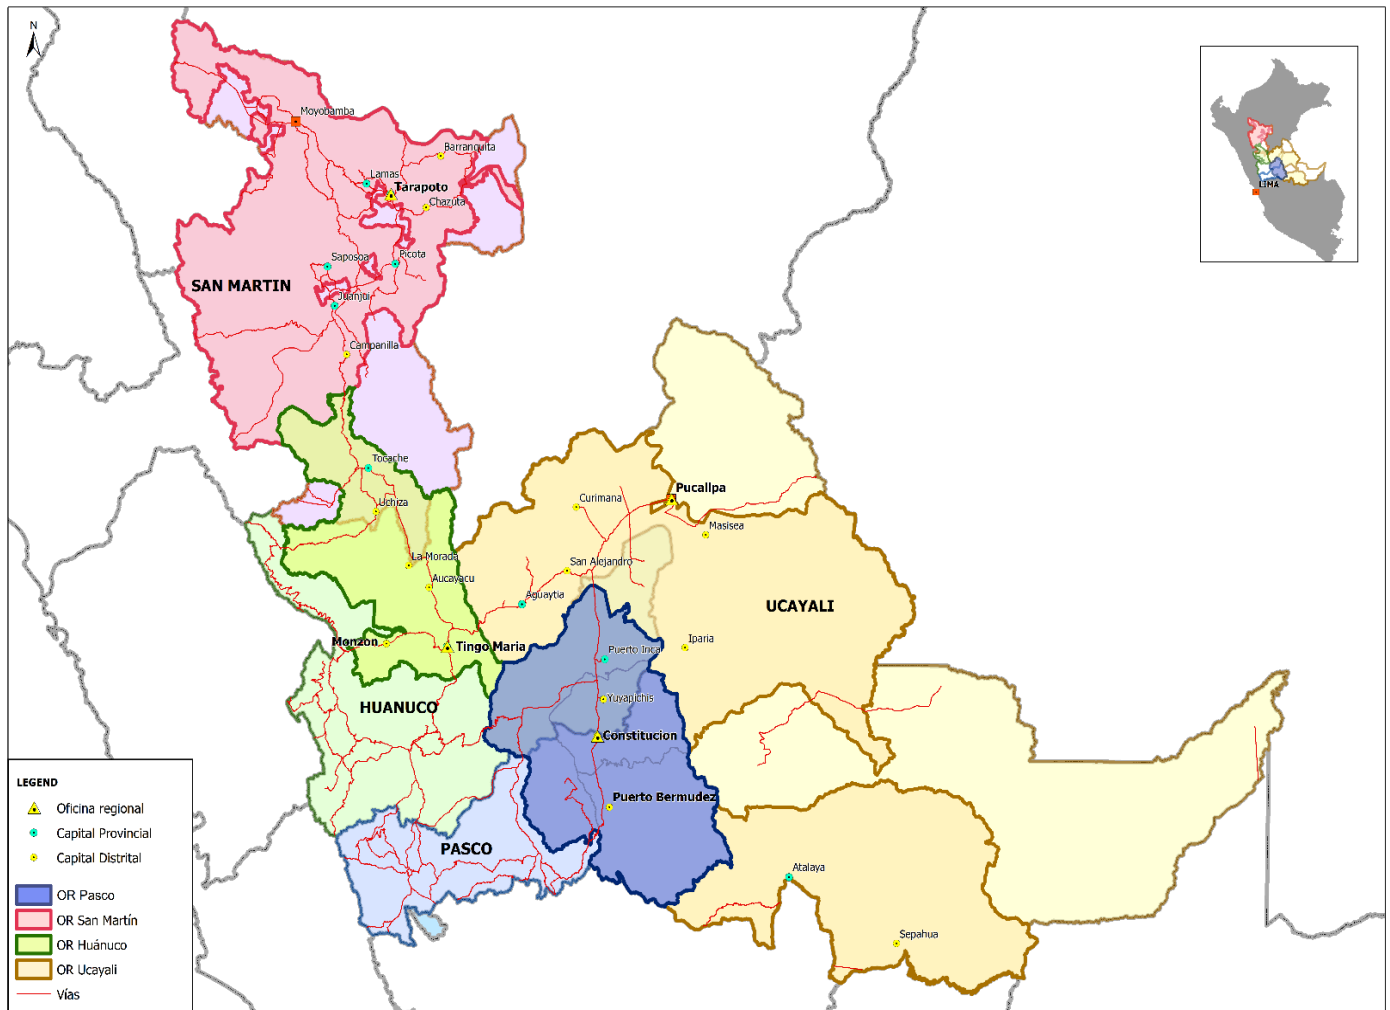 N
Moyobamba
Barranquita
Lamas
Tarapoto
Chazuta
Saposoa
Picota
SAN MARTIN
Juanjui
Campanilla
LIMA
Tocache
Uchiza
Curimana
Pucallpa
Masisea
La Morada
San Alejandro
Aucayacu
Aguaytia
UCAYALI
Monzon
Tingo Maria
Iparia
Puerto Inca
HUANUCO
Yuyapichis
Constitucion
Puerto Bermudez
PASCO
Atalaya
Sepahua
LEGEND
Oficina regional
Capital Provincial
Capital Distrital
OR Pasco
OR San Martín
OR Huánuco
OR Ucayali
Vías